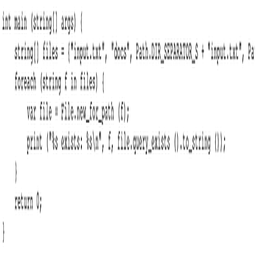 int main (string[] args) {
string[] files = {"input.txt", "docs", Path.DIR_SEPARATOR_S + "input.txt", Pa
foreach (string f in files) {
var file = File.new_for_path (f);
print ("%s exists: %s\n", f, file.query_exists ().to_string ());
}
return 0;
}